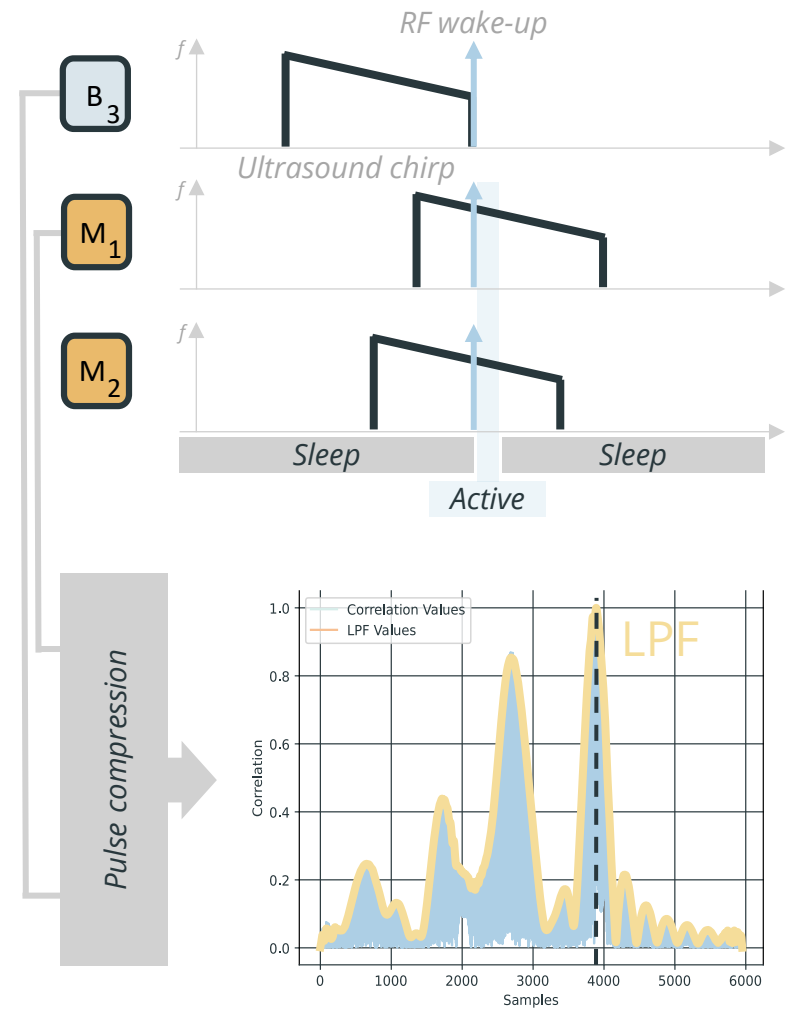 RF wake-up
f
B3
Ultrasound chirp
f
M1
f
M2
Sleep
Sleep
Active
Pulse compression
Correlation Values
LPF Values
LPF
1.0
0.8
0.6
0.4
0.2
0.0
Correlation
0 1000 2000 3000 4000 5000 6000
Samples